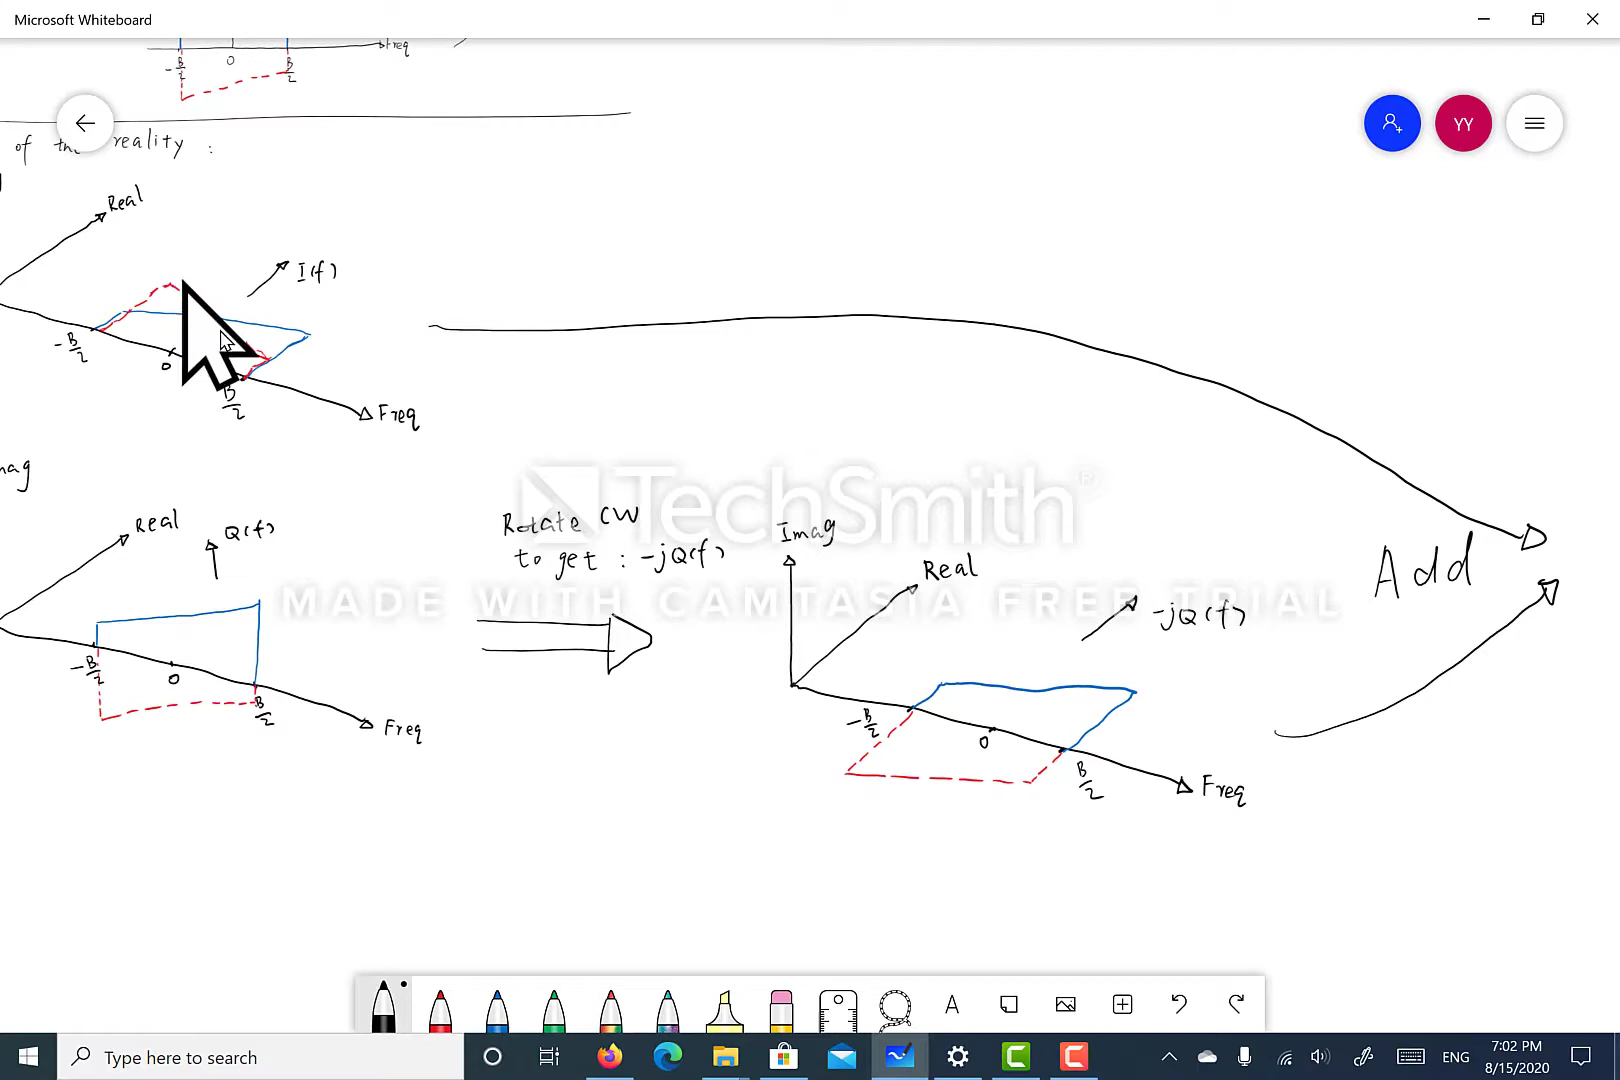 Microsoft Whiteboard
Freq
-B/2
0
B/2
of the reality :
Real
I(f)
-B/2
0
B/2
Freq
Real
Q(f)
-B/2
0
B/2
Freq
Rotate CW
to get : -jQ(f)
Imag
Real
-jQ(f)
-B/2
0
B/2
Freq
Add
YY
TechSmith
MADE WITH CAMTASIA FREE TRIAL
A
Type here to search
ENG
7:02 PM
8/15/2020